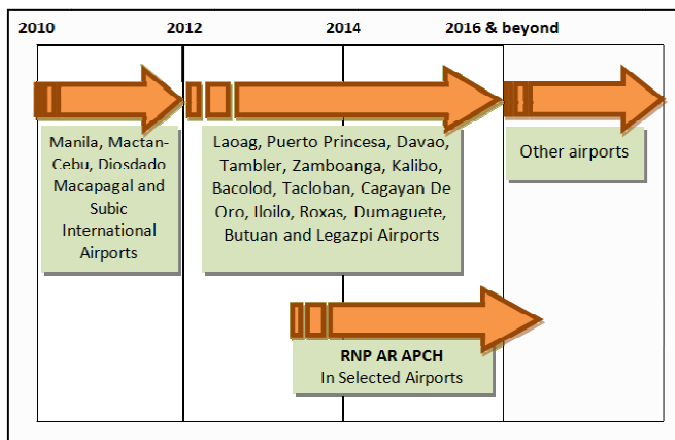 2010 2012 2014 2016 & beyond
Manila, Mactan-
Cebu, Diosdado
Macapagal and
Subic
International
Airports
Laoag, Puerto Princesa, Davao,
Tambler, Zamboanga, Kalibo,
Bacolod, Tacloban, Cagayan De
Oro, Iloilo, Roxas, Dumaguete,
Butuan and Legazpi Airports
Other airports
RNP AR APCH
In Selected Airports